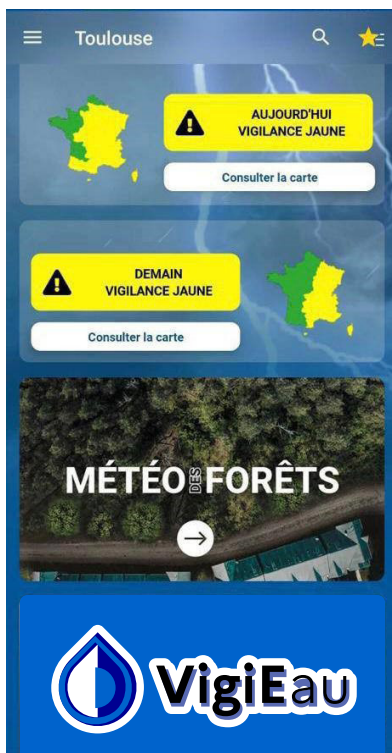 Toulouse
AUJOURD'HUI
VIGILANCE JAUNE
Consulter la carte
DEMAIN
VIGILANCE JAUNE
Consulter la carte
MÉTÉO DES FORÊTS
VigiEau